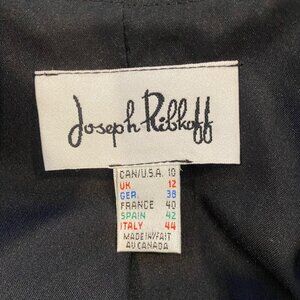 Joseph Ribkoff
CAN/U.S.A. 10
UK 12
GER. 38
FRANCE 40
SPAIN 42
ITALY 44
MADE IN/FAIT
AU CANADA